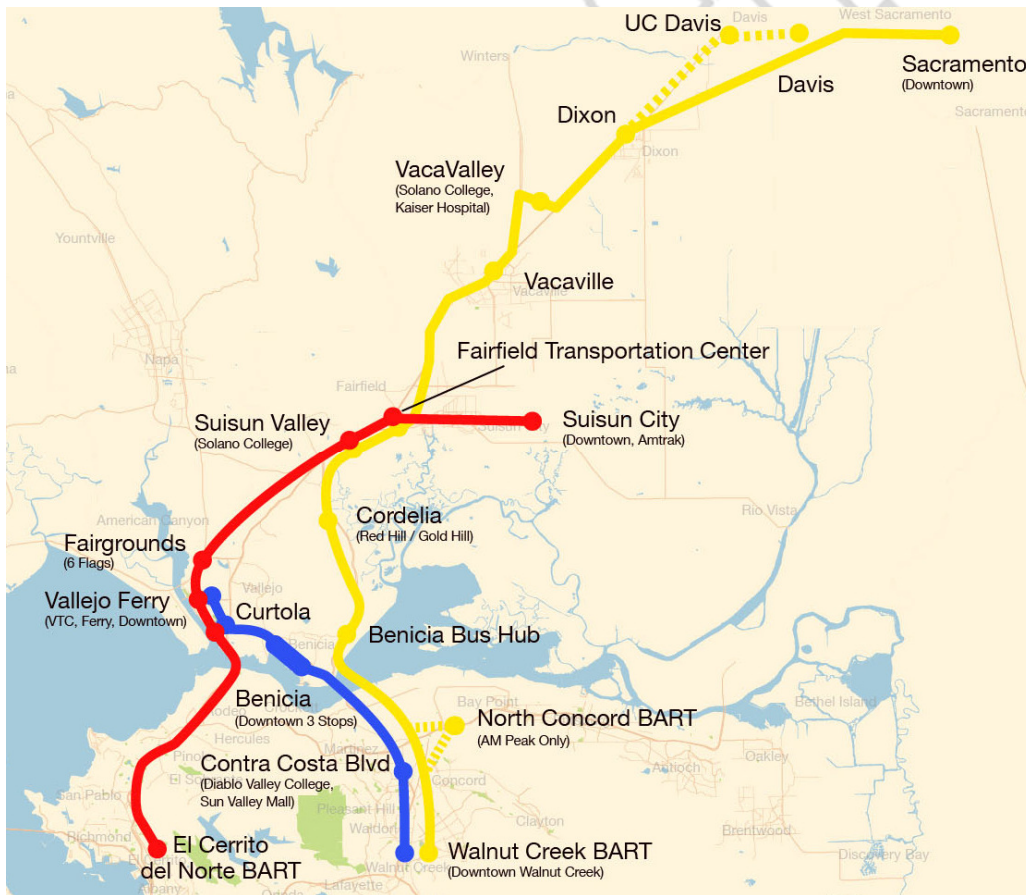 UC Davis
Davis
West Sacramento
Winters
Davis
Sacramento
(Downtown)
Sacramento
Dixon
Dixon
VacaValley
(Solano College,
Kaiser Hospital)
Yountville
Vacaville
Vacaville
Fairfield Transportation Center
Napa
Fairfield
Suisun Valley
(Solano College)
Suisun City
(Downtown, Amtrak)
American Canyon
Cordelia
(Red Hill / Gold Hill)
Rio Vista
Fairgrounds
(6 Flags)
Vallejo
Vallejo Ferry
(VTC, Ferry, Downtown)
Curtola
Benicia
Benicia Bus Hub
Benicia
(Downtown 3 Stops)
Bay Point
Bethel Island
North Concord BART
(AM Peak Only)
Hercules
Martinez
Oakley
Contra Costa Blvd
(Diablo Valley College,
Sun Valley Mall)
Concord
Antioch
San Pablo
Pleasant Hill
Clayton
Brentwood
Richmond
El Cerrito
del Norte BART
Albany
Walnut Creek
Walnut Creek BART
(Downtown Walnut Creek)
Discovery Bay
Lafayette